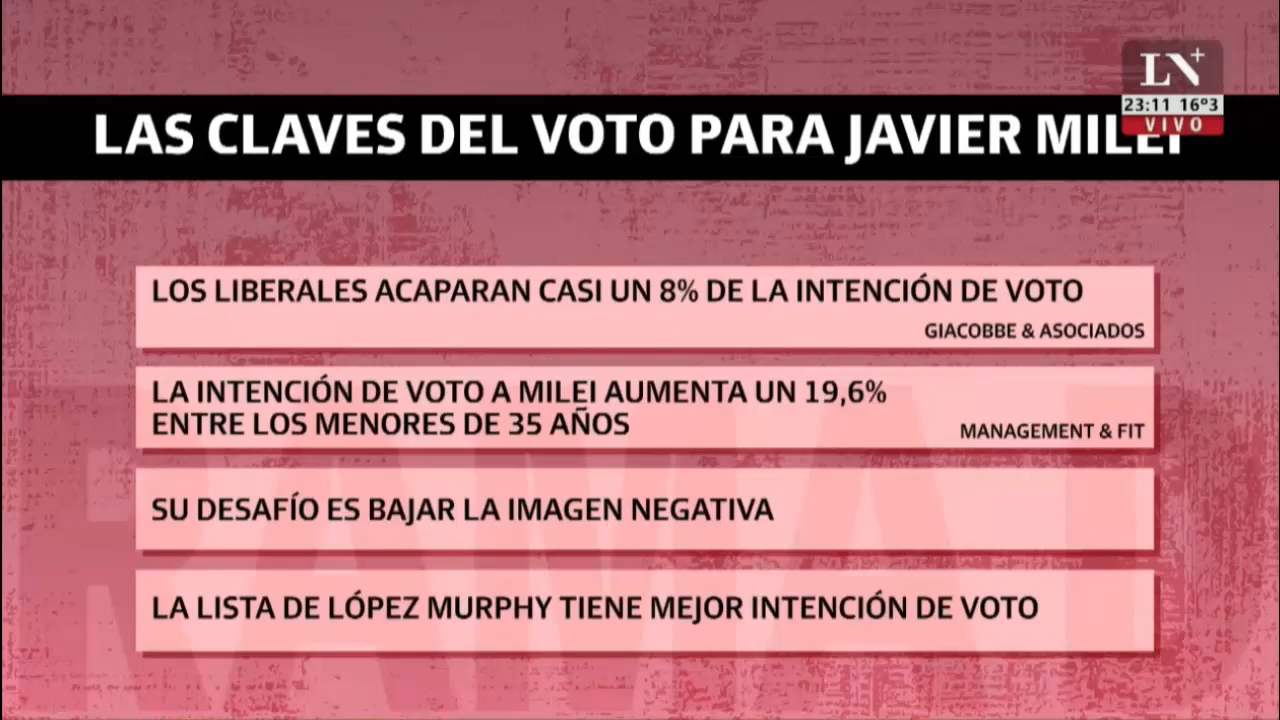 LN+
23:11 16º3
VIVO
LAS CLAVES DEL VOTO PARA JAVIER MILEI
LOS LIBERALES ACAPARAN CASI UN 8% DE LA INTENCIÓN DE VOTO
GIACOBBE & ASOCIADOS
LA INTENCIÓN DE VOTO A MILEI AUMENTA UN 19,6%
ENTRE LOS MENORES DE 35 AÑOS
MANAGEMENT & FIT
SU DESAFÍO ES BAJAR LA IMAGEN NEGATIVA
LA LISTA DE LÓPEZ MURPHY TIENE MEJOR INTENCIÓN DE VOTO